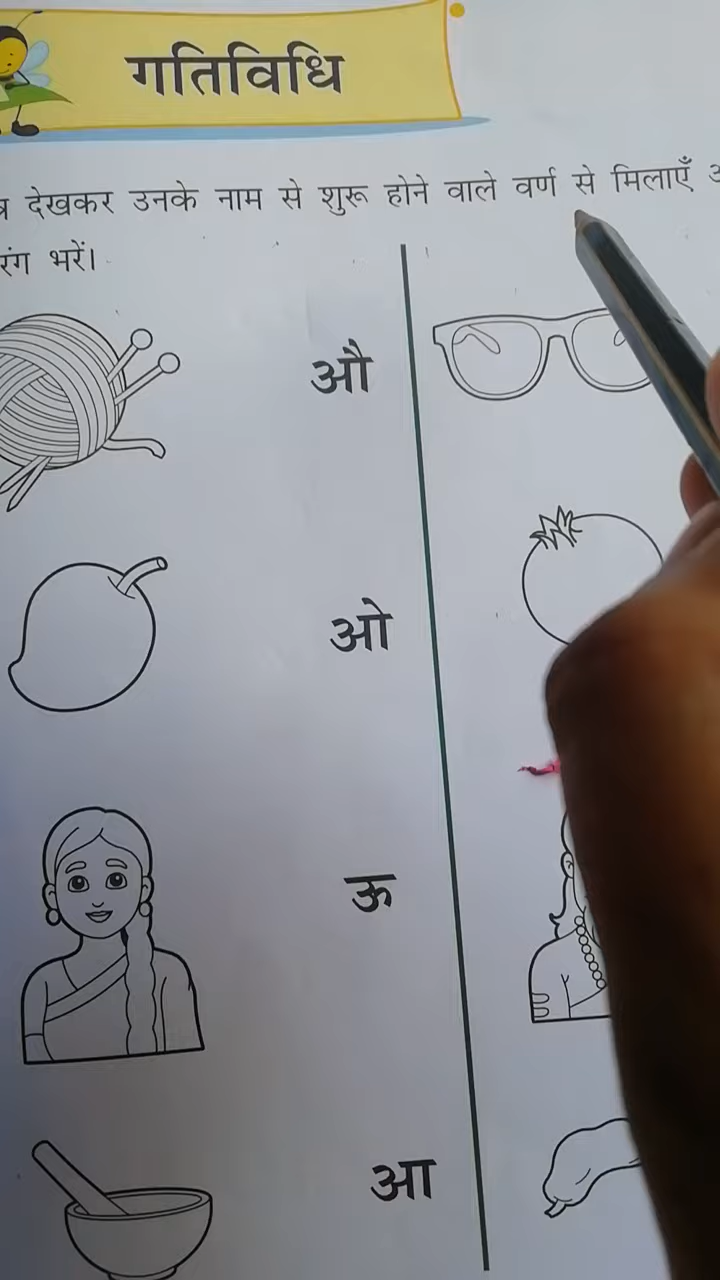 गतिविधि
देखकर उनके नाम से शुरू होने वाले वर्ण से मिलाएँ
रंग भरें।
औ
ओ
ऊ
आ